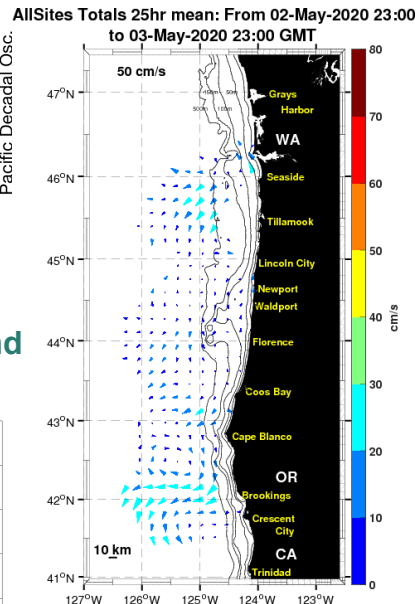 AllSites Totals 25hr mean: From 02-May-2020 23:00
to 03-May-2020 23:00 GMT
Pacific Decadal Osc.
nd
50 cm/s
47°N
46°N
45°N
44°N
43°N
42°N
41°N
50m
500m
Grays
Harbor
WA
Seaside
Tillamook
Lincoln City
Newport
Waldport
Florence
Coos Bay
Cape Blanco
OR
Brookings
Crescent
City
CA
Trinidad
10 km
127°W
126°W
125°W
124°W
123°W
80
70
60
50
40
30
20
10
0
cm/s